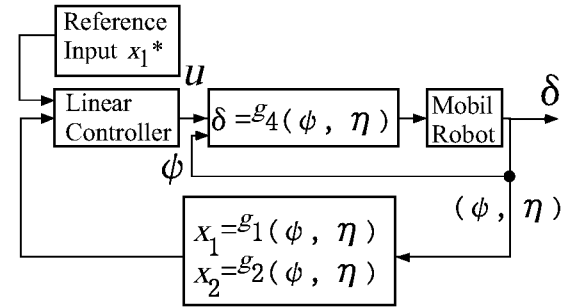 Reference
Input x₁*
u
Linear
Controller
δ =g₄(ψ, η)
Mobil
Robot
δ
ψ
(ψ, η)
x₁=g₁(ψ, η)
x₂=g₂(ψ, η)